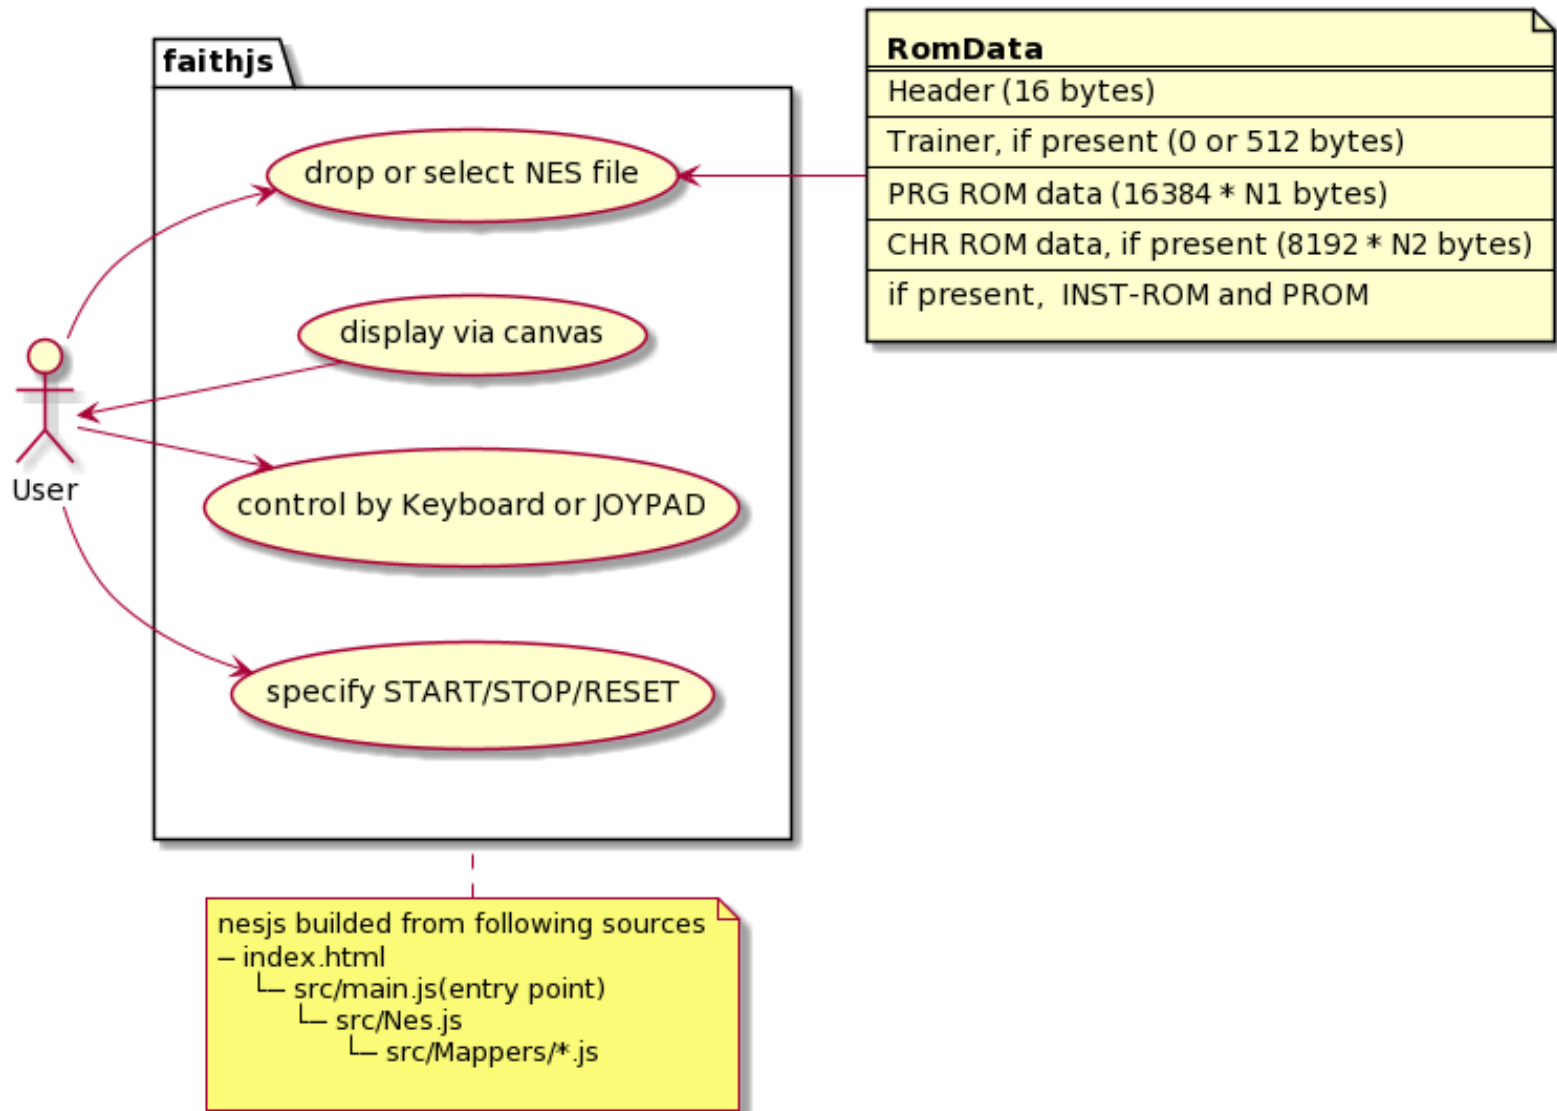 faithjs
RomData
Header (16 bytes)
Trainer, if present (0 or 512 bytes)
PRG ROM data (16384 * N1 bytes)
CHR ROM data, if present (8192 * N2 bytes)
if present,  INST-ROM and PROM
drop or select NES file
display via canvas
control by Keyboard or JOYPAD
User
specify START/STOP/RESET
nesjs builded from following sources
─ index.html
└─ src/main.js(entry point)
└─ src/Nes.js
└─ src/Mappers/*.js